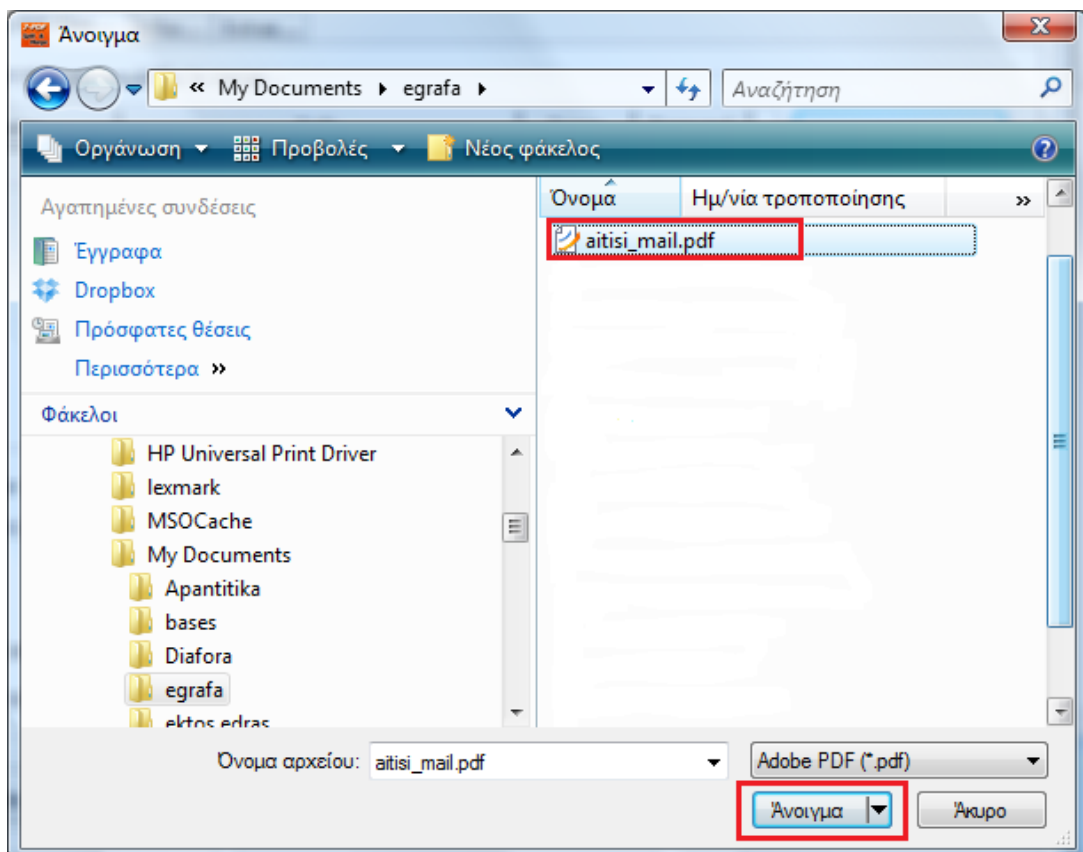 Άνοιγμα
« My Documents egrafa
Αναζήτηση
Οργάνωση Προβολές Νέος φάκελος
Αγαπημένες συνδέσεις
Έγγραφα
Dropbox
Πρόσφατες θέσεις
Περισσότερα »
Φάκελοι
HP Universal Print Driver
lexmark
MSOCache
My Documents
Apantitika
bases
Diafora
egrafa
ektos edras
Όνομα Ημ/νία τροποποίησης »
aitisi_mail.pdf
Όνομα αρχείου: aitisi_mail.pdf Adobe PDF (*.pdf)
Άνοιγμα Άκυρο